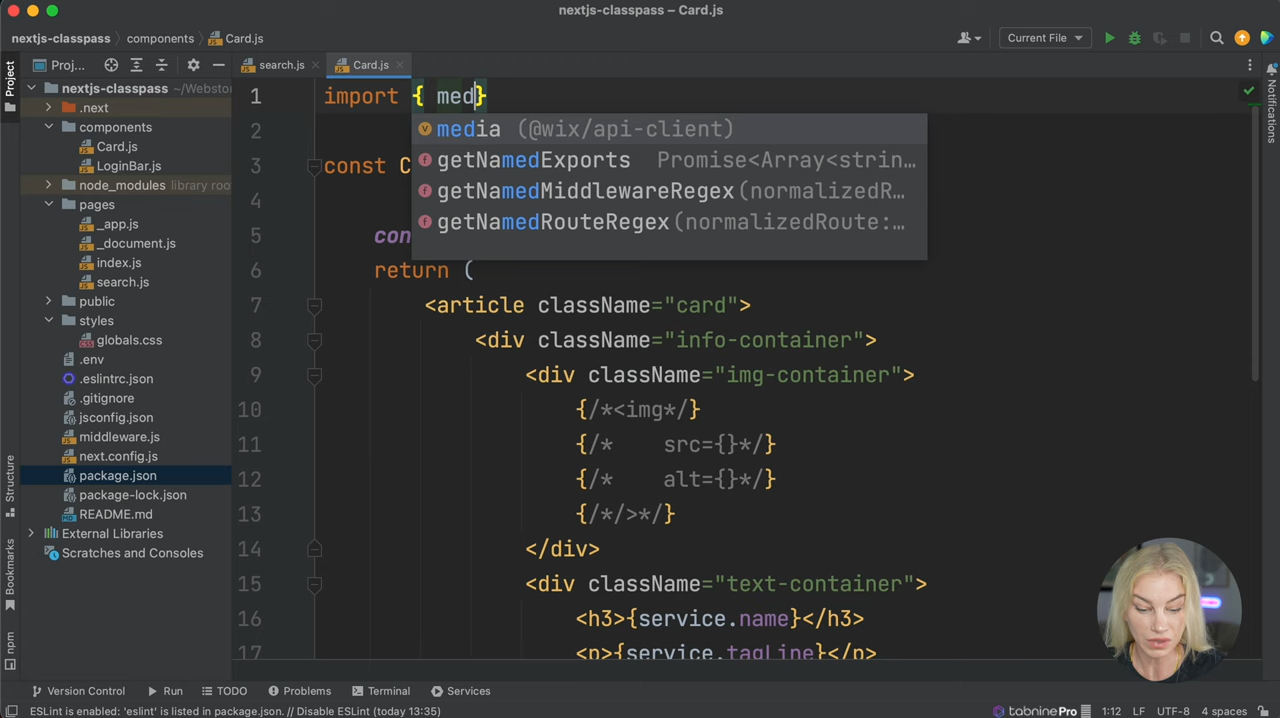 nextjs-classpass – Card.js
nextjs-classpass components Card.js Current File
Project Proj... search.js Card.js
Notifications
nextjs-classpass ~/Webstor
.next
components
Card.js
LoginBar.js
node_modules library roo
pages
_app.js
_document.js
index.js
search.js
public
styles
globals.css
.env
.eslintrc.json
.gitignore
jsconfig.json
middleware.js
next.config.js
package.json
package-lock.json
README.md
External Libraries
Scratches and Consoles
Structure
Bookmarks
npm
1 import { med}
2
3 const C
4
5 con
6 return (
7 <article className="card">
8 <div className="info-container">
9 <div className="img-container">
10 {/*<img*/}
11 {/* src={}*/}
12 {/* alt={}*/}
13 {/*/>*/}
14 </div>
15 <div className="text-container">
16 <h3>{service.name}</h3>
17 <p>{service.tagLine}</p>
media (@wix/api-client)
getNamedExports Promise<Array<strin...
getNamedMiddlewareRegex(normalizedR...
getNamedRouteRegex(normalizedRoute:...
Version Control Run TODO Problems Terminal Services
ESLint is enabled: 'eslint' is listed in package.json. // Disable ESLint (today 13:35) tabnine Pro 1:12 LF UTF-8 4 spaces